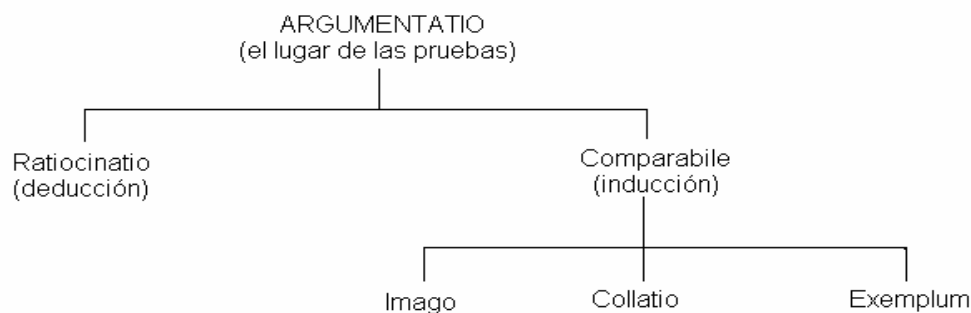 ARGUMENTATIO
(el lugar de las pruebas)
Ratiocinatio
(deducción)
Comparabile
(inducción)
Imago
Collatio
Exemplum